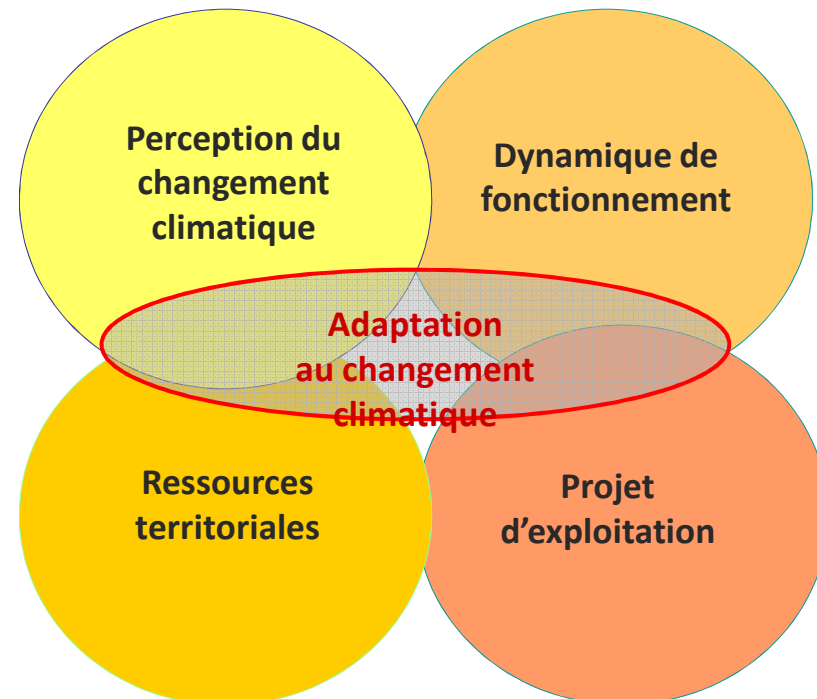 Perception du
changement
climatique
Dynamique de
fonctionnement
Adaptation
au changement
climatique
Ressources
territoriales
Projet
d’exploitation